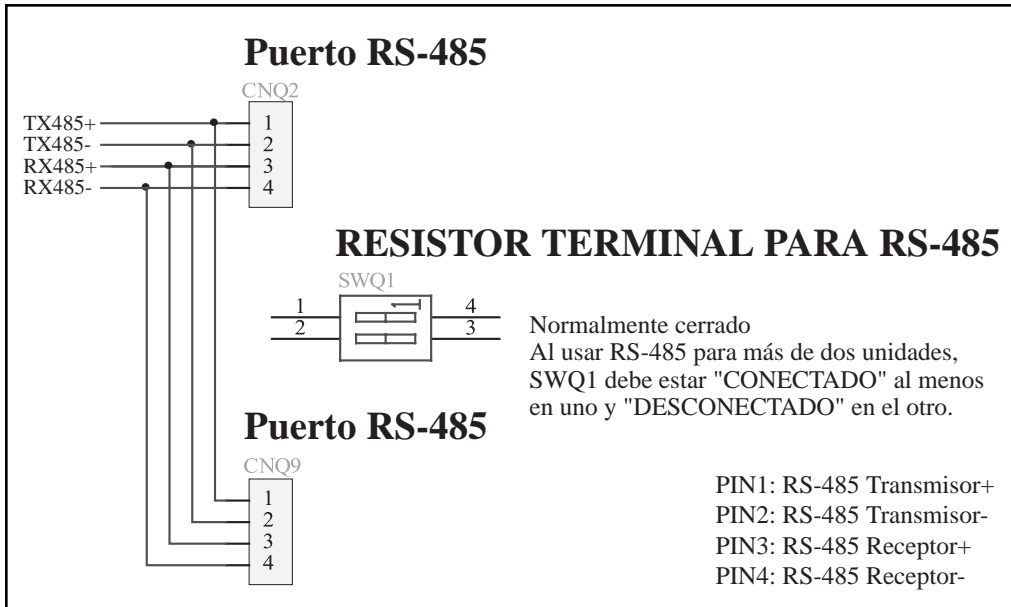 Puerto RS-485
CNQ2
TX485+
TX485-
RX485+
RX485-
1
2
3
4
RESISTOR TERMINAL PARA RS-485
SWQ1
1
2
4
3
Normalmente cerrado
Al usar RS-485 para más de dos unidades,
SWQ1 debe estar "CONECTADO" al menos
en uno y "DESCONECTADO" en el otro.
Puerto RS-485
CNQ9
1
2
3
4
PIN1: RS-485 Transmisor+
PIN2: RS-485 Transmisor-
PIN3: RS-485 Receptor+
PIN4: RS-485 Receptor-